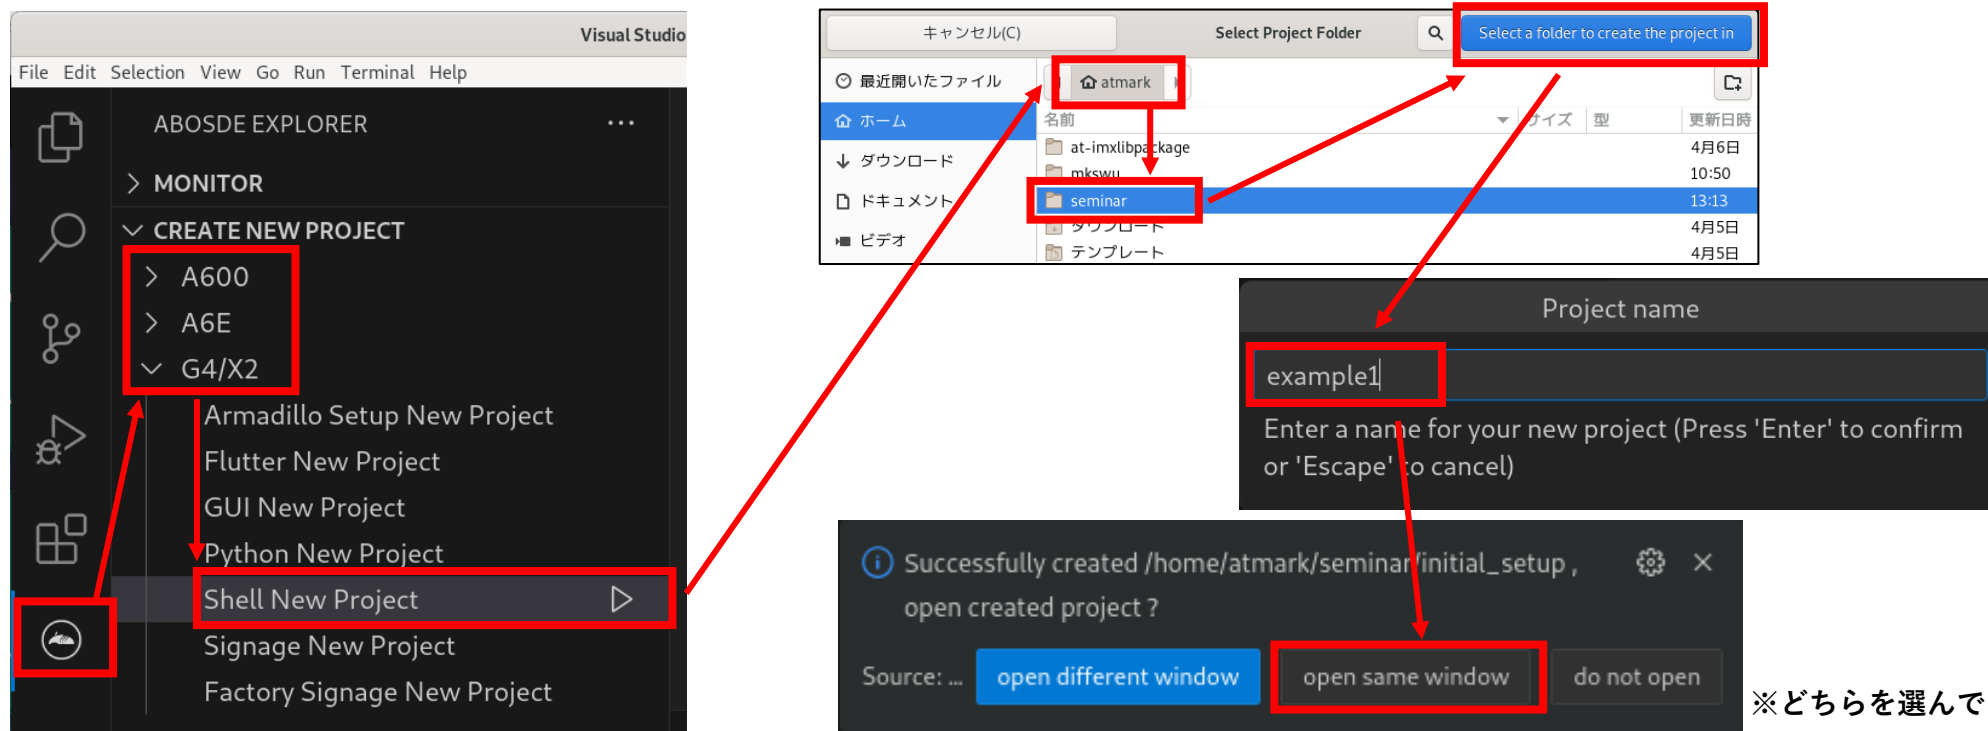 Visual Studio
File Edit Selection View Go Run Terminal Help
ABOSDE EXPLORER ...
MONITOR
CREATE NEW PROJECT
A600
A6E
G4/X2
Armadillo Setup New Project
Flutter New Project
GUI New Project
Python New Project
Shell New Project
Signage New Project
Factory Signage New Project
キャンセル(C) Select Project Folder Select a folder to create the project in
最近開いたファイル atmark
ホーム
ダウンロード
ドキュメント
ビデオ
名前 サイズ 型 更新日時
at-imxlibpackage 4月6日
mkswu 10:50
seminar 13:13
ダウンロード 4月5日
テンプレート 4月5日
Project name
example1
Enter a name for your new project (Press 'Enter' to confirm
or 'Escape' to cancel)
Successfully created /home/atmark/seminar/initial_setup ,
open created project ?
Source: ... open different window open same window do not open
※どちらを選んで